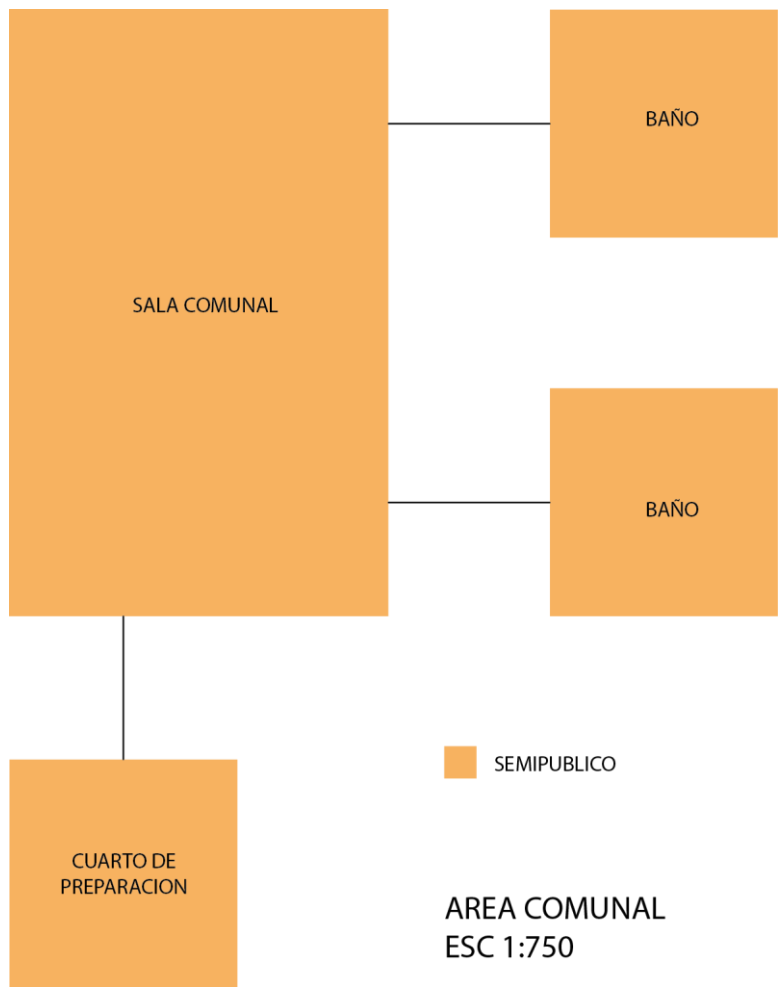 BAÑO
SALA COMUNAL
BAÑO
SEMIPUBLICO
CUARTO DE
PREPARACION
AREA COMUNAL
ESC 1:750